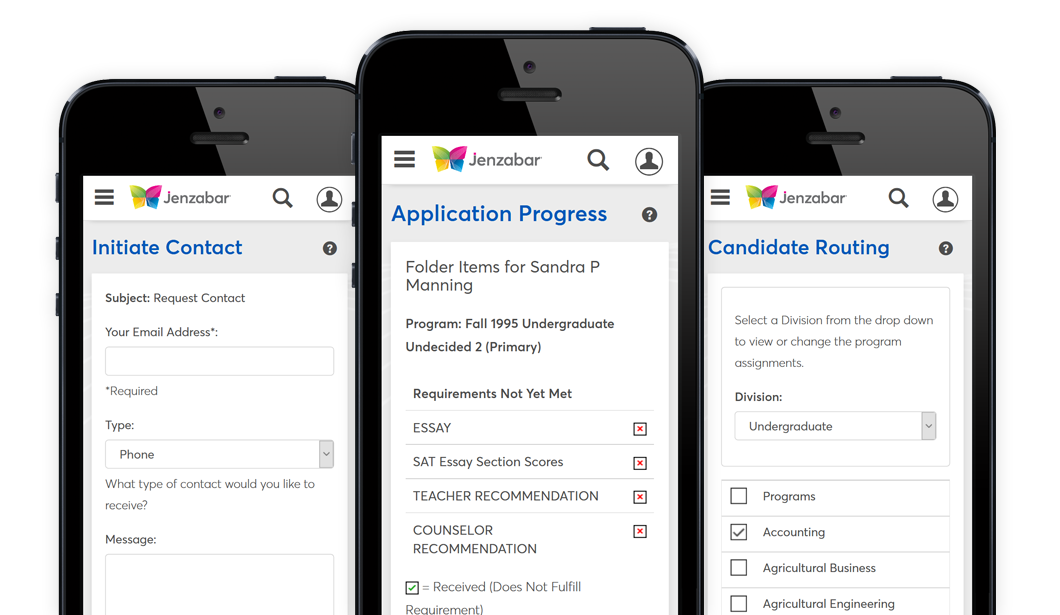 jenzabar
Initiate Contact
?
Subject: Request Contact
Your Email Address*:
*Required
Type:
Phone
What type of contact would you like to
receive?
Message:
jenzabar
Application Progress
?
Folder Items for Sandra P
Manning
Program: Fall 1995 Undergraduate
Undecided 2 (Primary)
Requirements Not Yet Met
ESSAY
SAT Essay Section Scores
TEACHER RECOMMENDATION
COUNSELOR
RECOMMENDATION
= Received (Does Not Fulfill
Requirement)
jenzabar
Candidate Routing
?
Select a Division from the drop down
to view or change the program
assignments.
Division:
Undergraduate
Programs
Accounting
Agricultural Business
Agricultural Engineering